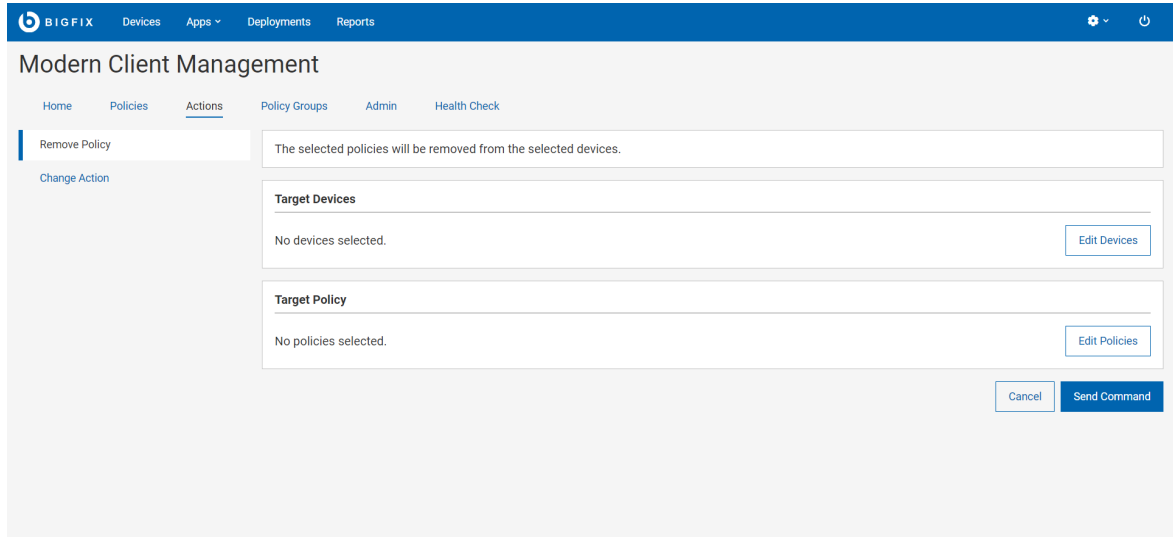 BIGFIX Devices Apps Deployments Reports
Modern Client Management
Home Policies Actions Policy Groups Admin Health Check
Remove Policy
Change Action
The selected policies will be removed from the selected devices.
Target Devices
No devices selected.
Edit Devices
Target Policy
No policies selected.
Edit Policies
Cancel Send Command